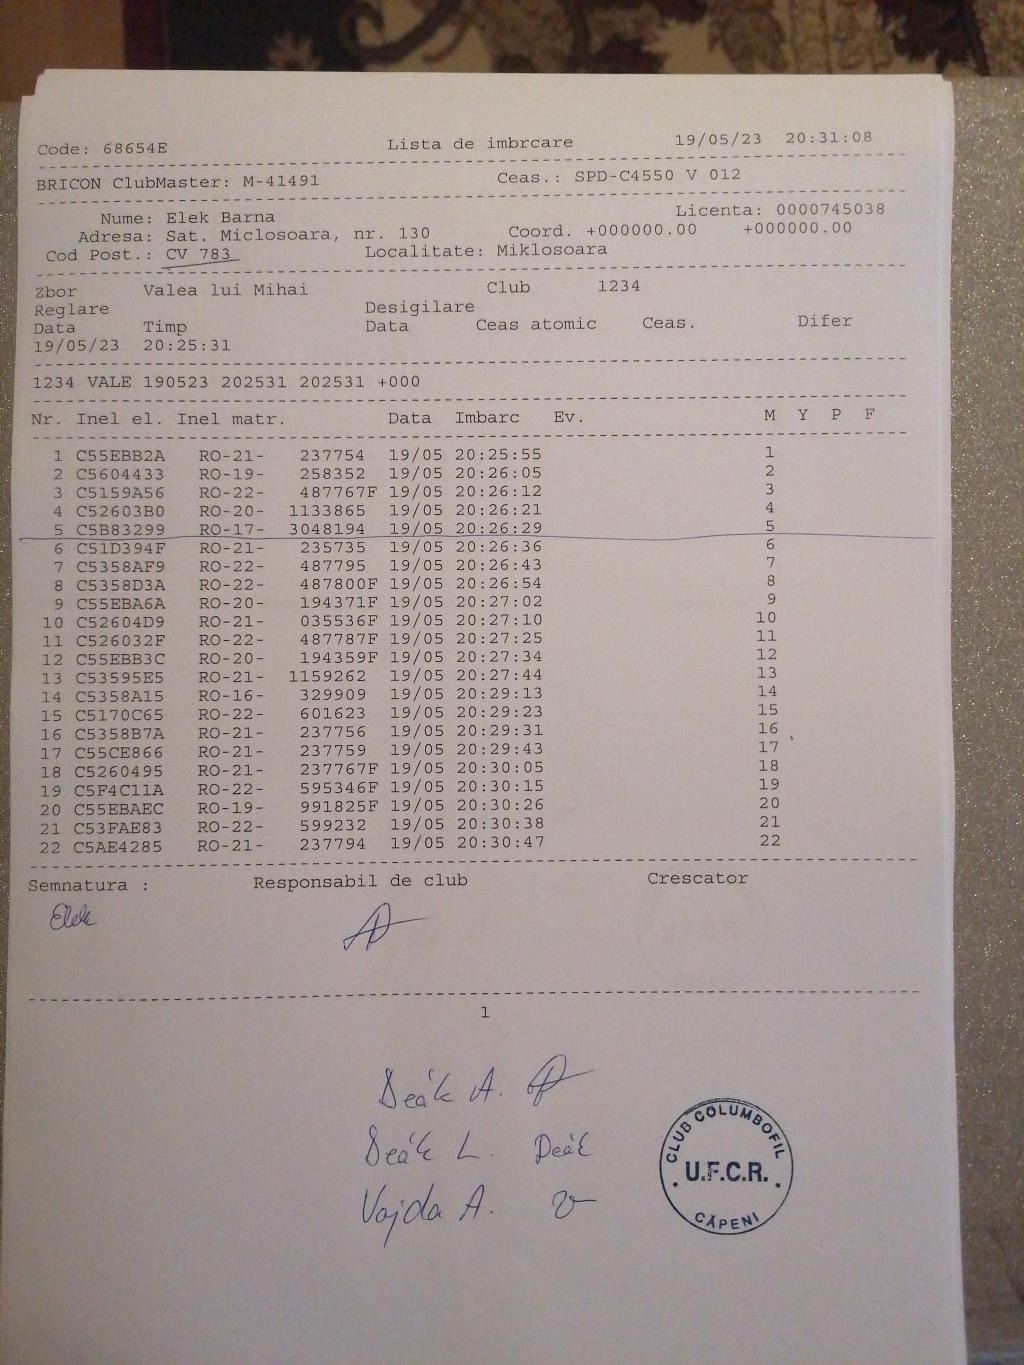 Code: 68654E Lista de imbrcare 19/05/23 20:31:08
BRICON ClubMaster: M-41491 Ceas.: SPD-C4550 V 012
Nume: Elek Barna Licenta: 0000745038
Adresa: Sat. Miclosoara, nr. 130 Coord. +000000.00 +000000.00
Cod Post.: CV 783 Localitate: Miklosoara
Zbor Valea lui Mihai Club 1234
Reglare Desigilare
Data Timp Data Ceas atomic Ceas. Difer
19/05/23 20:25:31
1234 VALE 190523 202531 202531 +000
Nr. Inel el. Inel matr. Data Imbarc Ev. M Y P F
1 C55EBB2A RO-21- 237754 19/05 20:25:55 1
2 C5604433 RO-19- 258352 19/05 20:26:05 2
3 C5159A56 RO-22- 487767F 19/05 20:26:12 3
4 C52603B0 RO-20- 1133865 19/05 20:26:21 4
5 C5B83299 RO-17- 3048194 19/05 20:26:29 5
6 C51D394F RO-21- 235735 19/05 20:26:36 6
7 C5358AF9 RO-22- 487795 19/05 20:26:43 7
8 C5358D3A RO-22- 487800F 19/05 20:26:54 8
9 C55EBA6A RO-20- 194371F 19/05 20:27:02 9
10 C52604D9 RO-21- 035536F 19/05 20:27:10 10
11 C526032F RO-22- 487787F 19/05 20:27:25 11
12 C55EBB3C RO-20- 194359F 19/05 20:27:34 12
13 C53595E5 RO-21- 1159262 19/05 20:27:44 13
14 C5358A15 RO-16- 329909 19/05 20:29:13 14
15 C5170C65 RO-22- 601623 19/05 20:29:23 15
16 C5358B7A RO-21- 237756 19/05 20:29:31 16
17 C55CE866 RO-21- 237759 19/05 20:29:43 17
18 C5260495 RO-21- 237767F 19/05 20:30:05 18
19 C5F4C11A RO-22- 595346F 19/05 20:30:15 19
20 C55EBAEC RO-19- 991825F 19/05 20:30:26 20
21 C53FAE83 RO-22- 599232 19/05 20:30:38 21
22 C5AE4285 RO-21- 237794 19/05 20:30:47 22
Semnatura : Responsabil de club Crescator
Elek
1
Deák A.
Deák L. Deák
Vajda A.
CLUB COLUMBOFIL
U.F.C.R.
CĂPENI